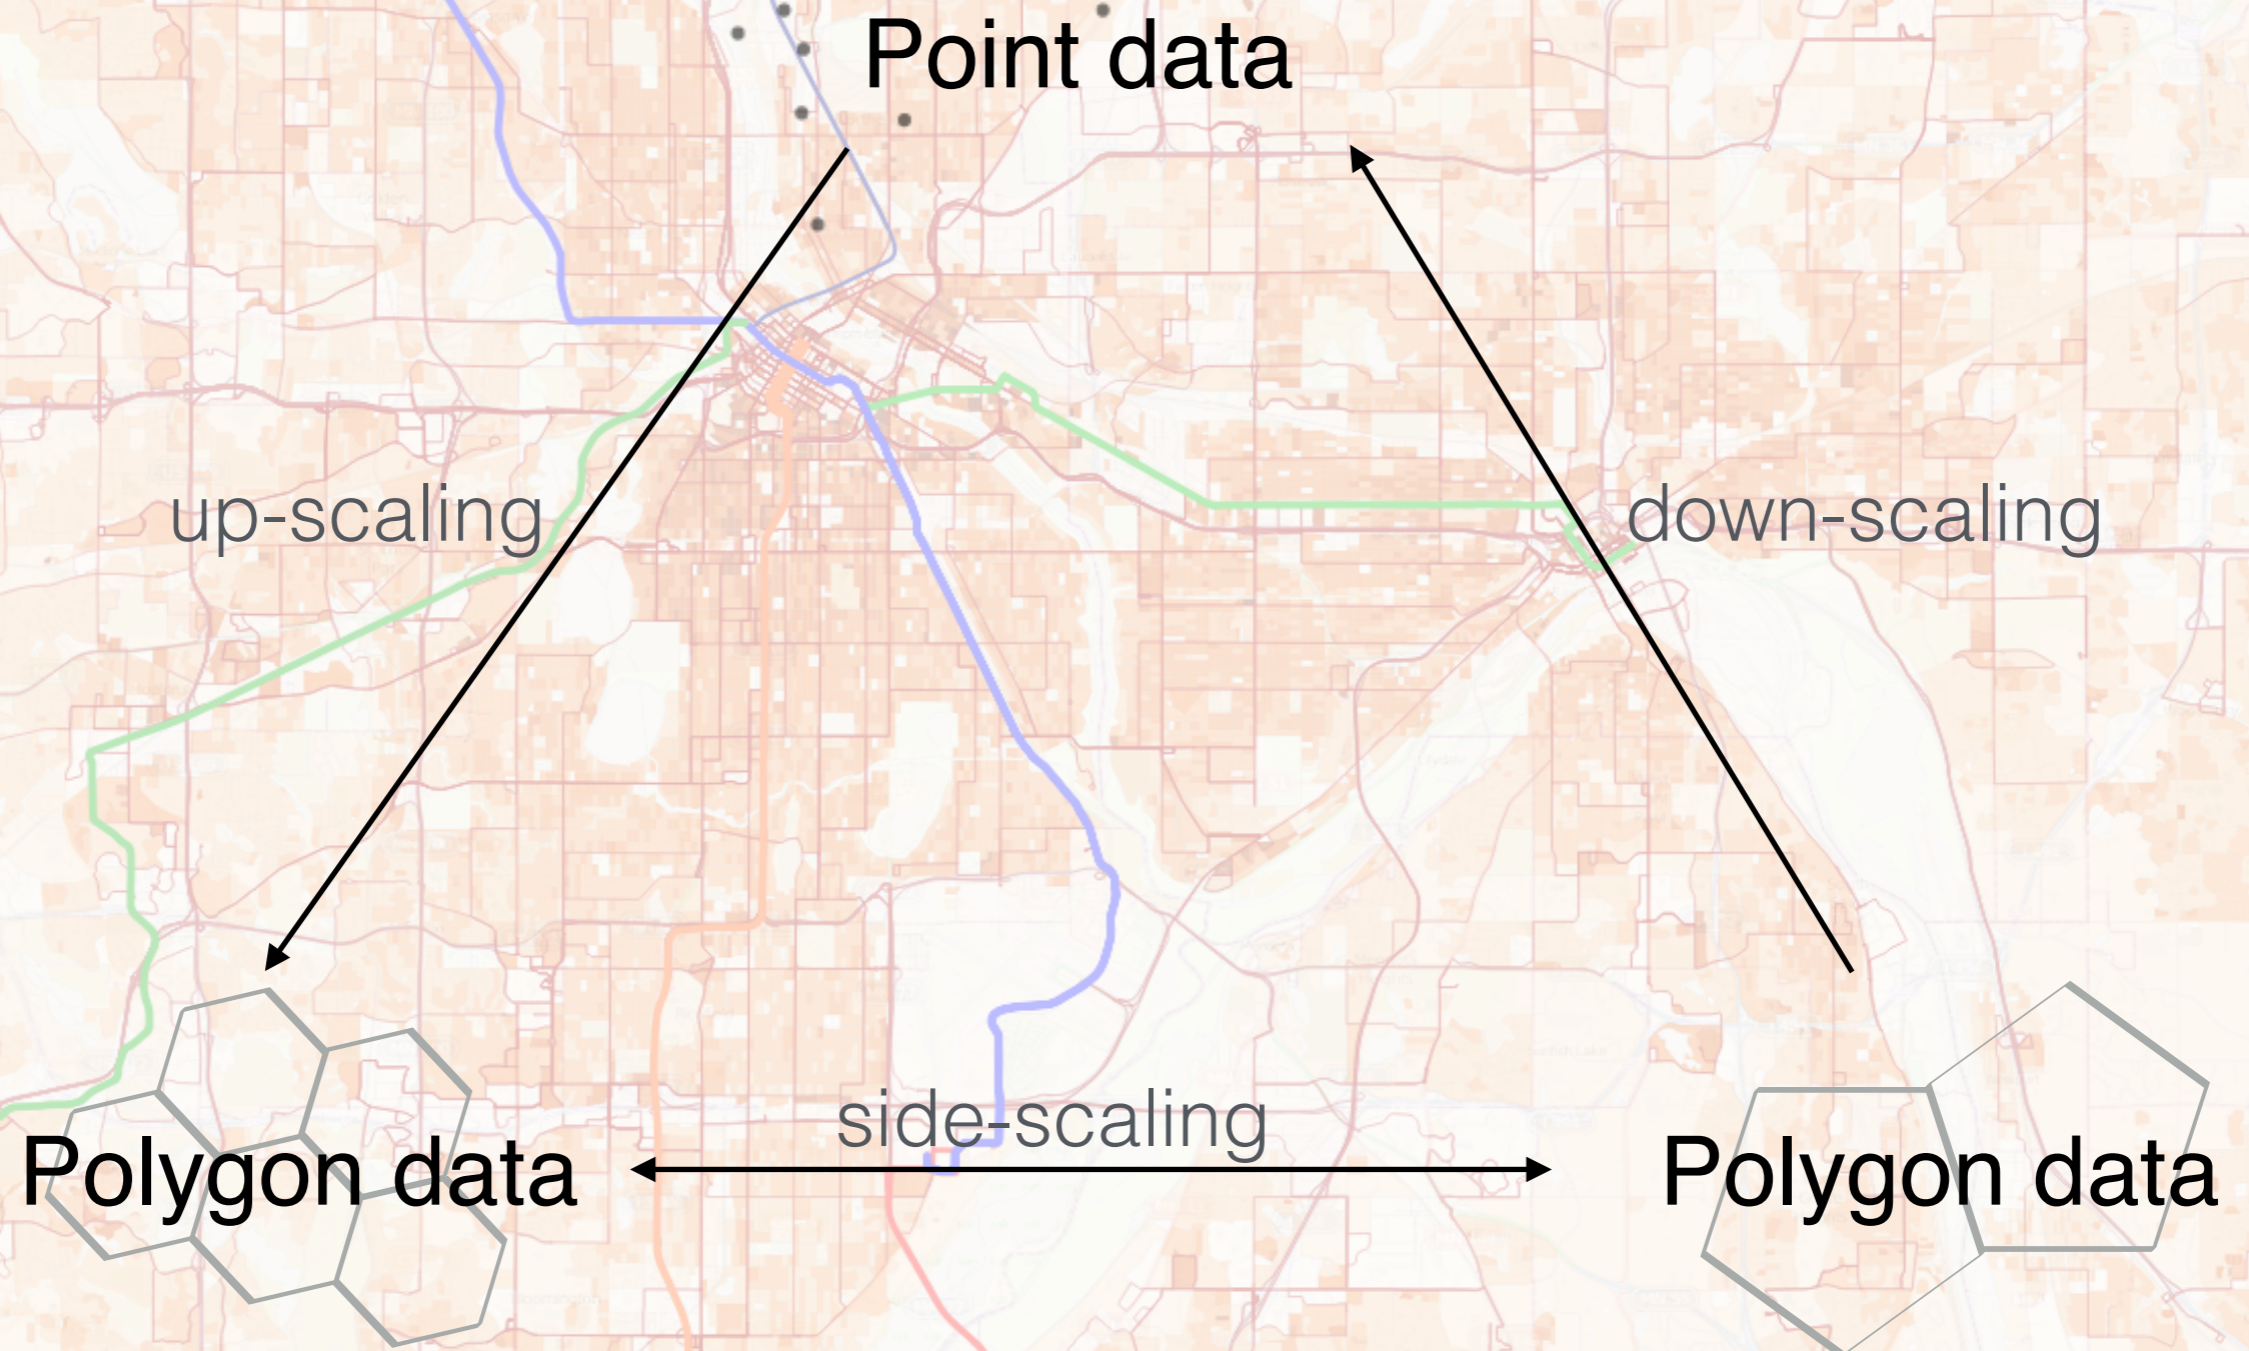 Point data
up-scaling
down-scaling
side-scaling
Polygon data
Polygon data